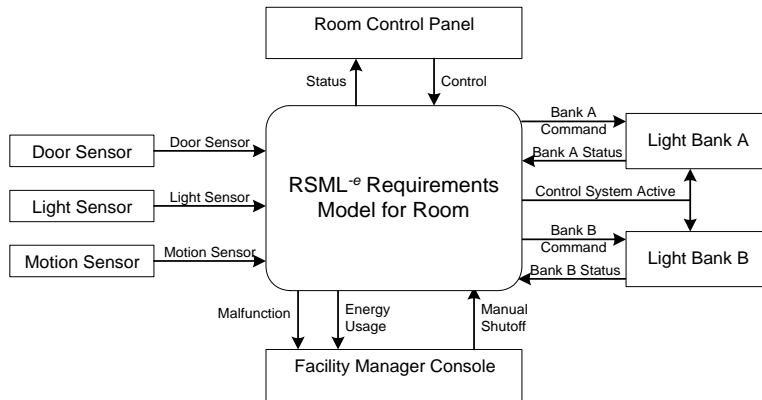 Room Control Panel
Status
Control
Door Sensor
Door Sensor
Light Sensor
Light Sensor
Motion Sensor
Motion Sensor
RSML-e Requirements
Model for Room
Bank A
Command
Bank A Status
Control System Active
Bank B
Command
Bank B Status
Light Bank A
Light Bank B
Malfunction
Energy
Usage
Manual
Shutoff
Facility Manager Console